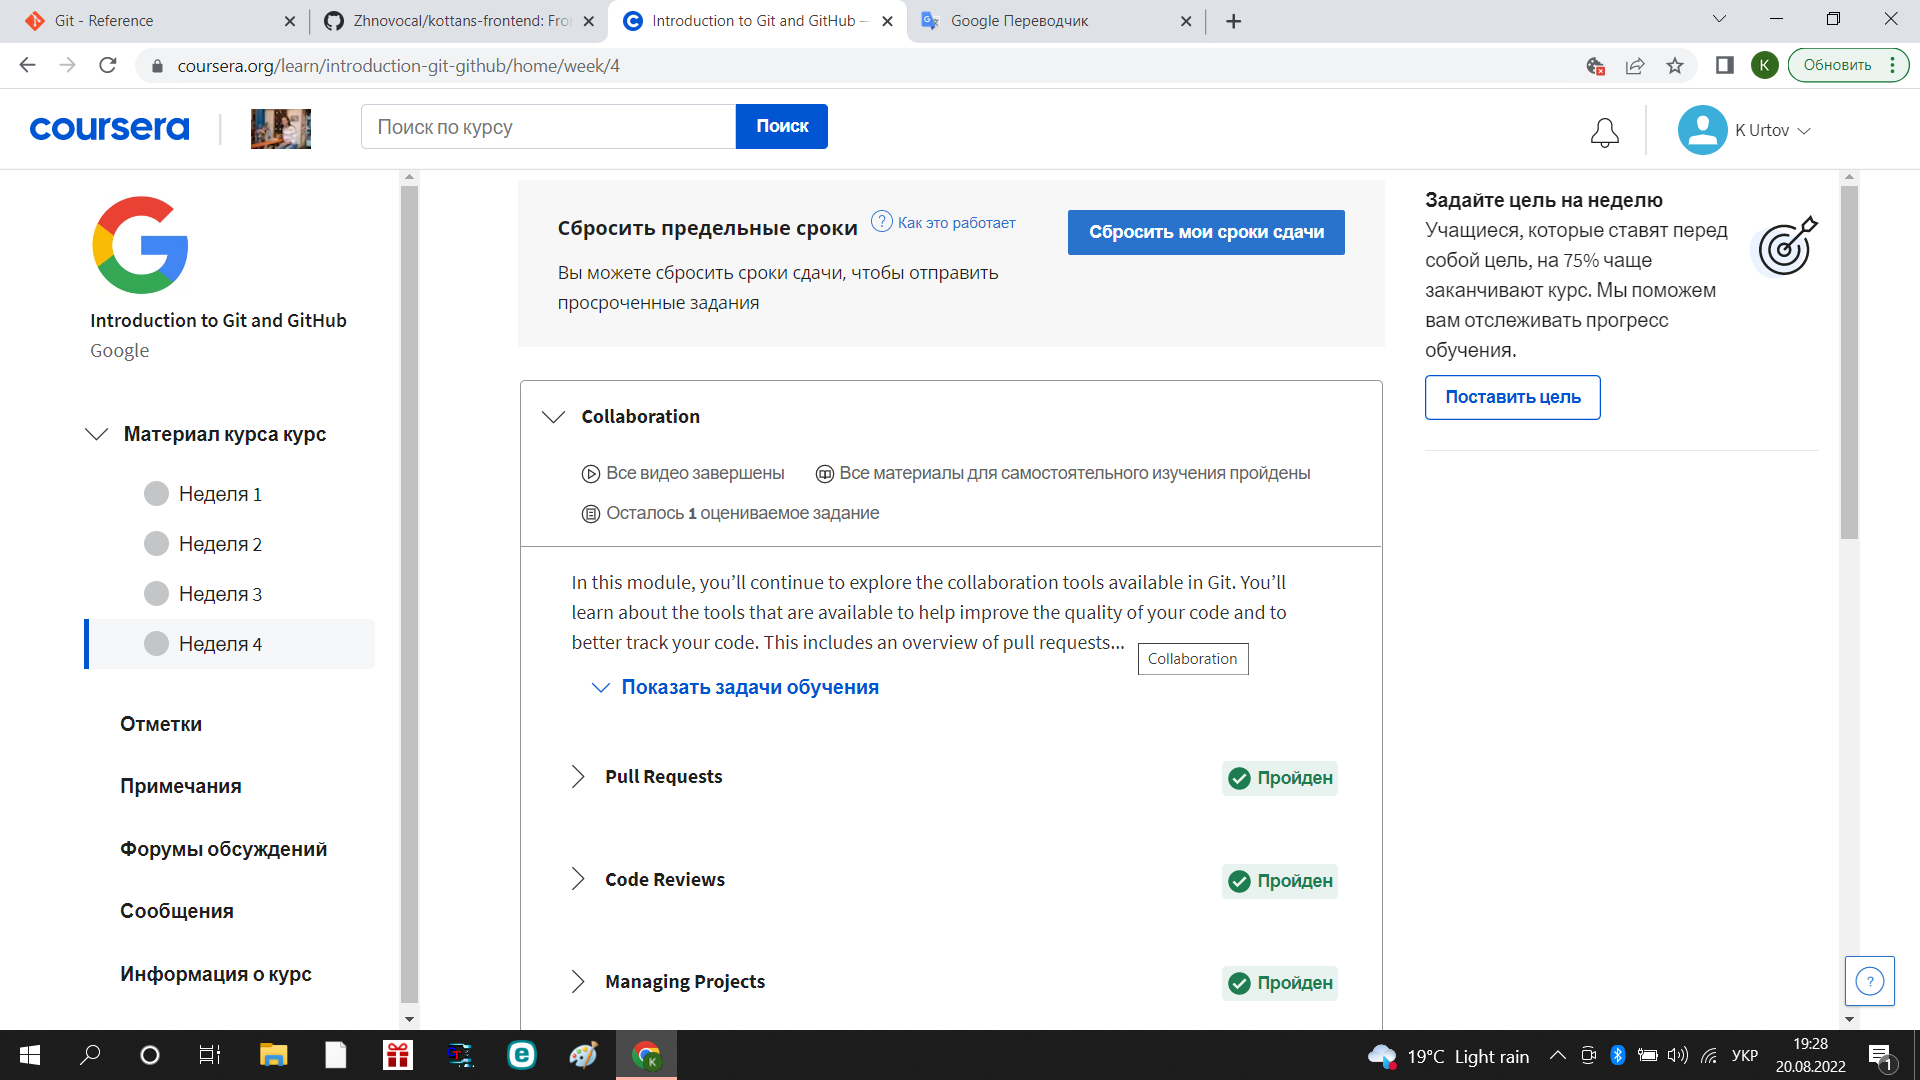 Git - Reference
Zhnovocal/kottans-frontend: Fro
Introduction to Git and GitHub –
Google Переводчик
coursera.org/learn/introduction-git-github/home/week/4
K
Обновить
coursera
Поиск по курсу
Поиск
K Urtov
Introduction to Git and GitHub
Google
Материал курса курс
Неделя 1
Неделя 2
Неделя 3
Неделя 4
Отметки
Примечания
Форумы обсуждений
Сообщения
Информация о курс
Сбросить предельные сроки
? Как это работает
Вы можете сбросить сроки сдачи, чтобы отправить
просроченные задания
Сбросить мои сроки сдачи
Collaboration
Все видео завершены
Все материалы для самостоятельного изучения пройдены
Осталось 1 оцениваемое задание
In this module, you’ll continue to explore the collaboration tools available in Git. You’ll
learn about the tools that are available to help improve the quality of your code and to
better track your code. This includes an overview of pull requests...
Collaboration
Показать задачи обучения
Pull Requests
Пройден
Code Reviews
Пройден
Managing Projects
Пройден
Задайте цель на неделю
Учащиеся, которые ставят перед
собой цель, на 75% чаще
заканчивают курс. Мы поможем
вам отслеживать прогресс
обучения.
Поставить цель
?
K
19°C Light rain
УКР
19:28
20.08.2022
1